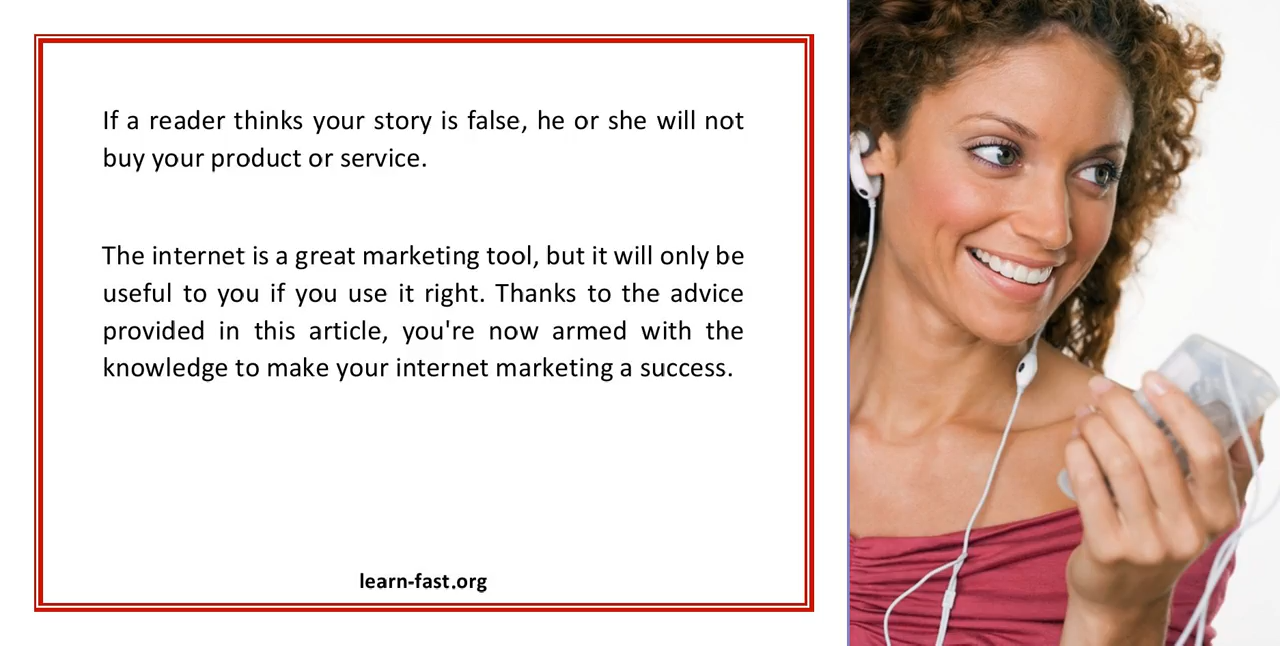 If a reader thinks your story is false, he or she will not
buy your product or service.
The internet is a great marketing tool, but it will only be
useful to you if you use it right. Thanks to the advice
provided in this article, you're now armed with the
knowledge to make your internet marketing a success.
learn-fast.org